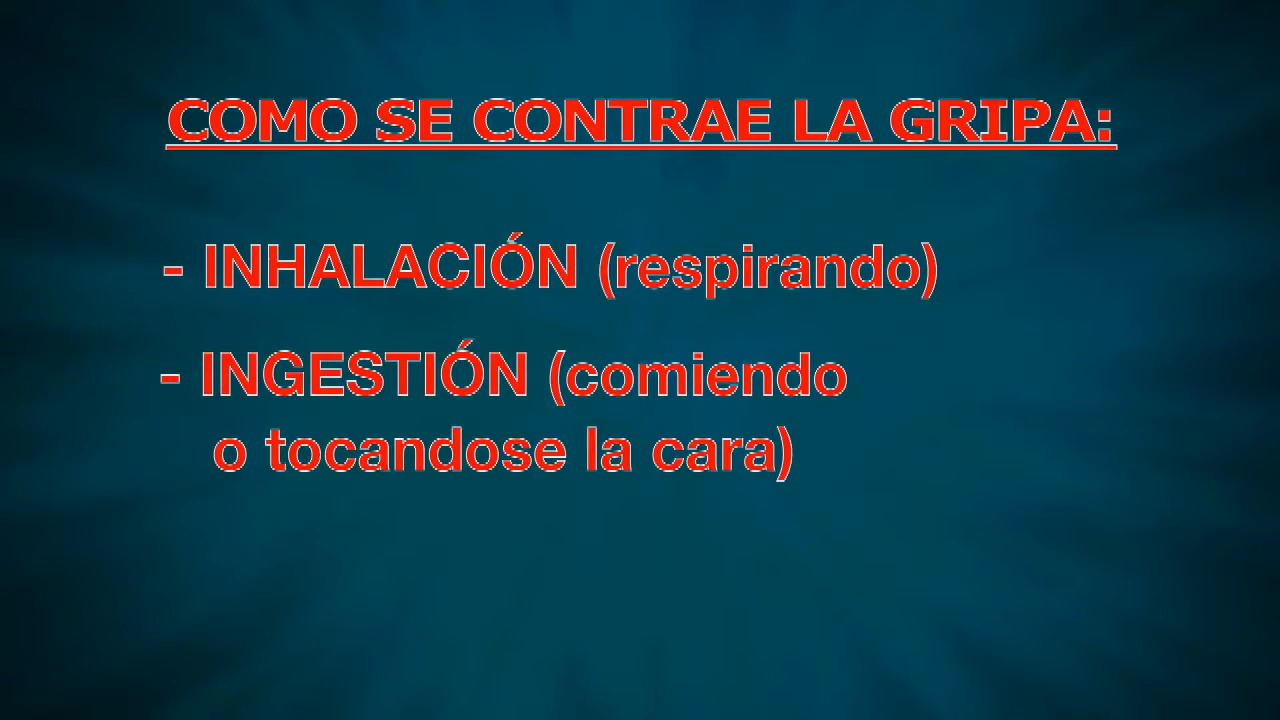 COMO SE CONTRAE LA GRIPA:
- INHALACIÓN (respirando)
- INGESTIÓN (comiendo
o tocandose la cara)